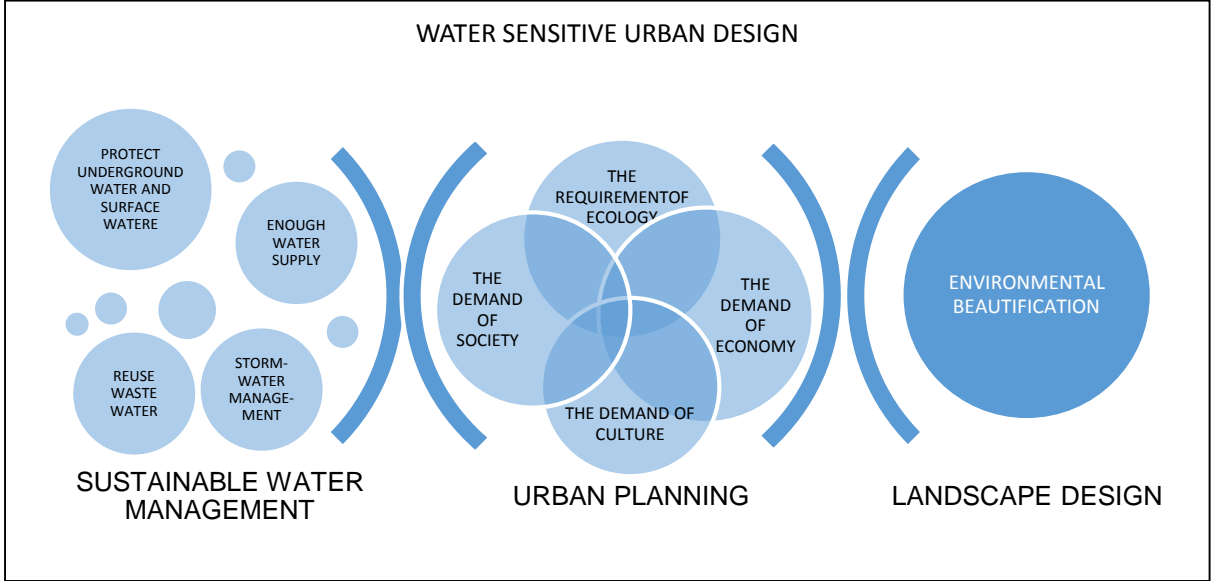 WATER SENSITIVE URBAN DESIGN
PROTECT
UNDERGROUND
WATER AND
SURFACE
WATERE
ENOUGH
WATER
SUPPLY
REUSE
WASTE
WATER
STORM-
WATER
MANAGE-
MENT
SUSTAINABLE WATER
MANAGEMENT
THE
REQUIREMENTOF
ECOLOGY
THE
DEMAND
OF
SOCIETY
THE
DEMAND
OF
ECONOMY
THE DEMAND OF
CULTURE
URBAN PLANNING
ENVIRONMENTAL
BEAUTIFICATION
LANDSCAPE DESIGN